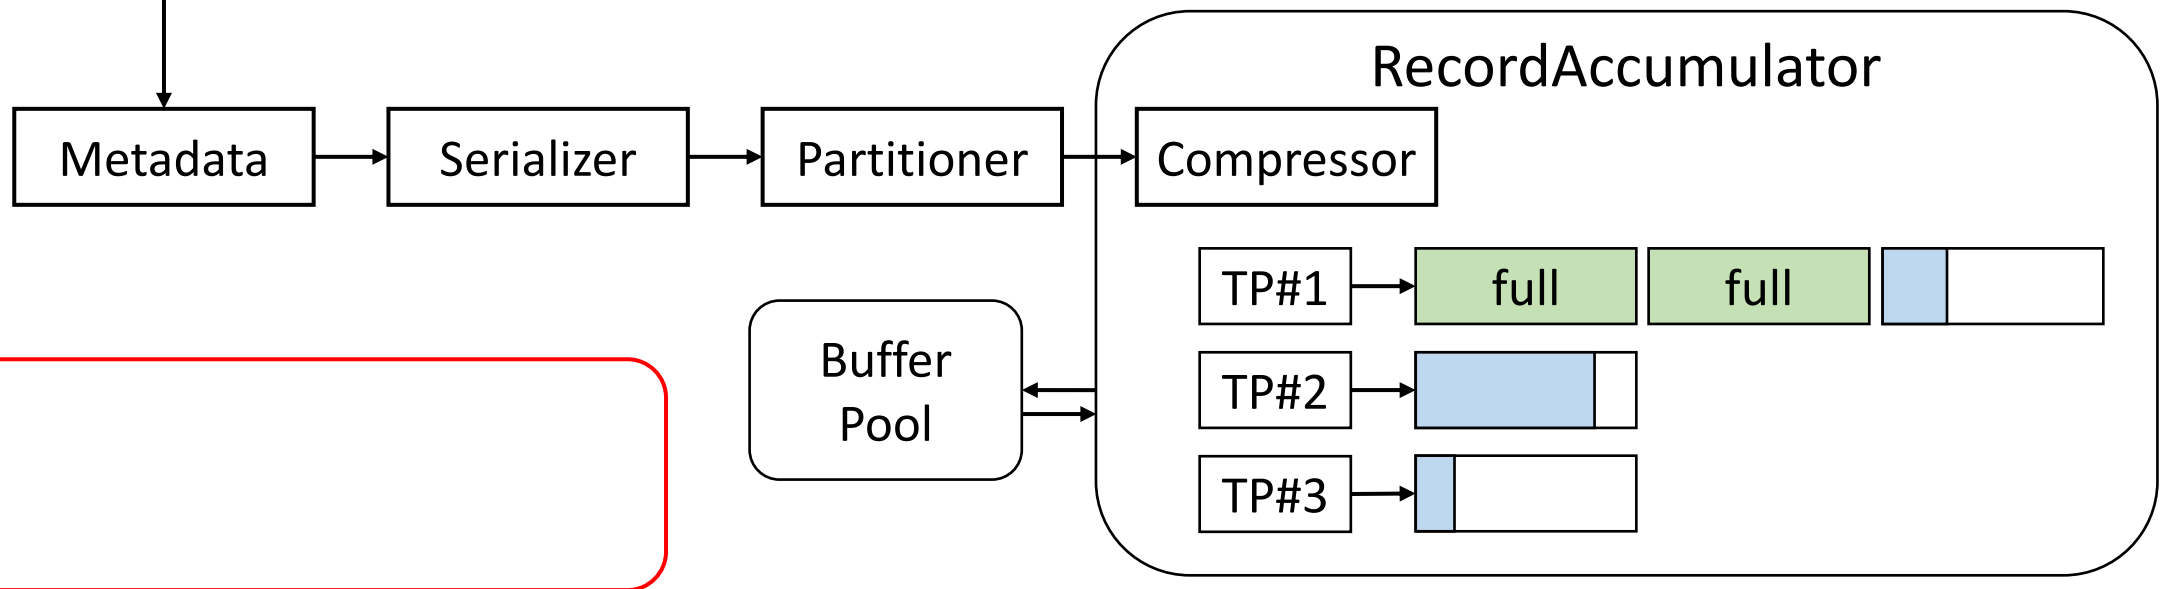 RecordAccumulator
Metadata
Serializer
Partitioner
Compressor
TP#1
full
full
Buffer
Pool
TP#2
TP#3